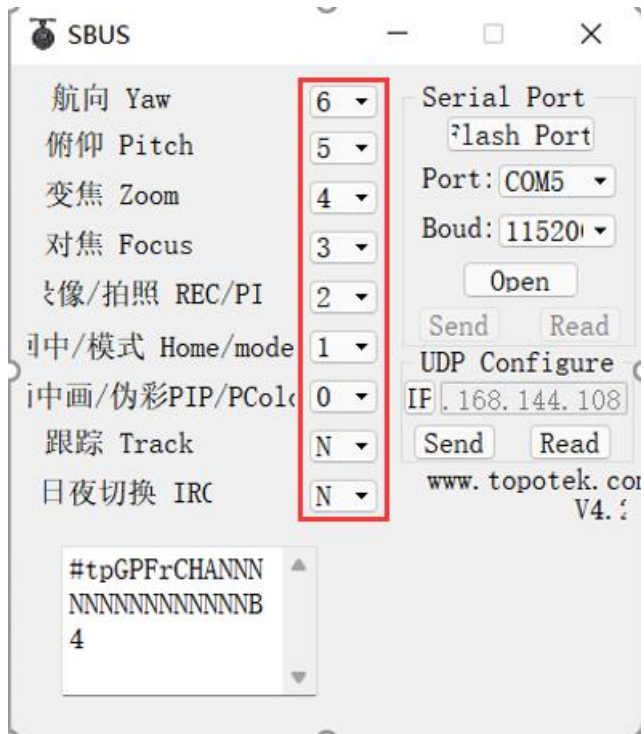 SBUS
航向 Yaw 6
俯仰 Pitch 5
变焦 Zoom 4
对焦 Focus 3
像/拍照 REC/PI 2
中/模式 Home/mode 1
中画/伪彩PIP/PColo 0
跟踪 Track N
日夜切换 IRC N
Serial Port
Flash Port
Port: COM5
Boud: 11520
Open
Send Read
UDP Configure
IP .168.144.108
Send Read
www.topotek.co
V4.
#tpGPFrCHANNN
NNNNNNNNNNNNB
4